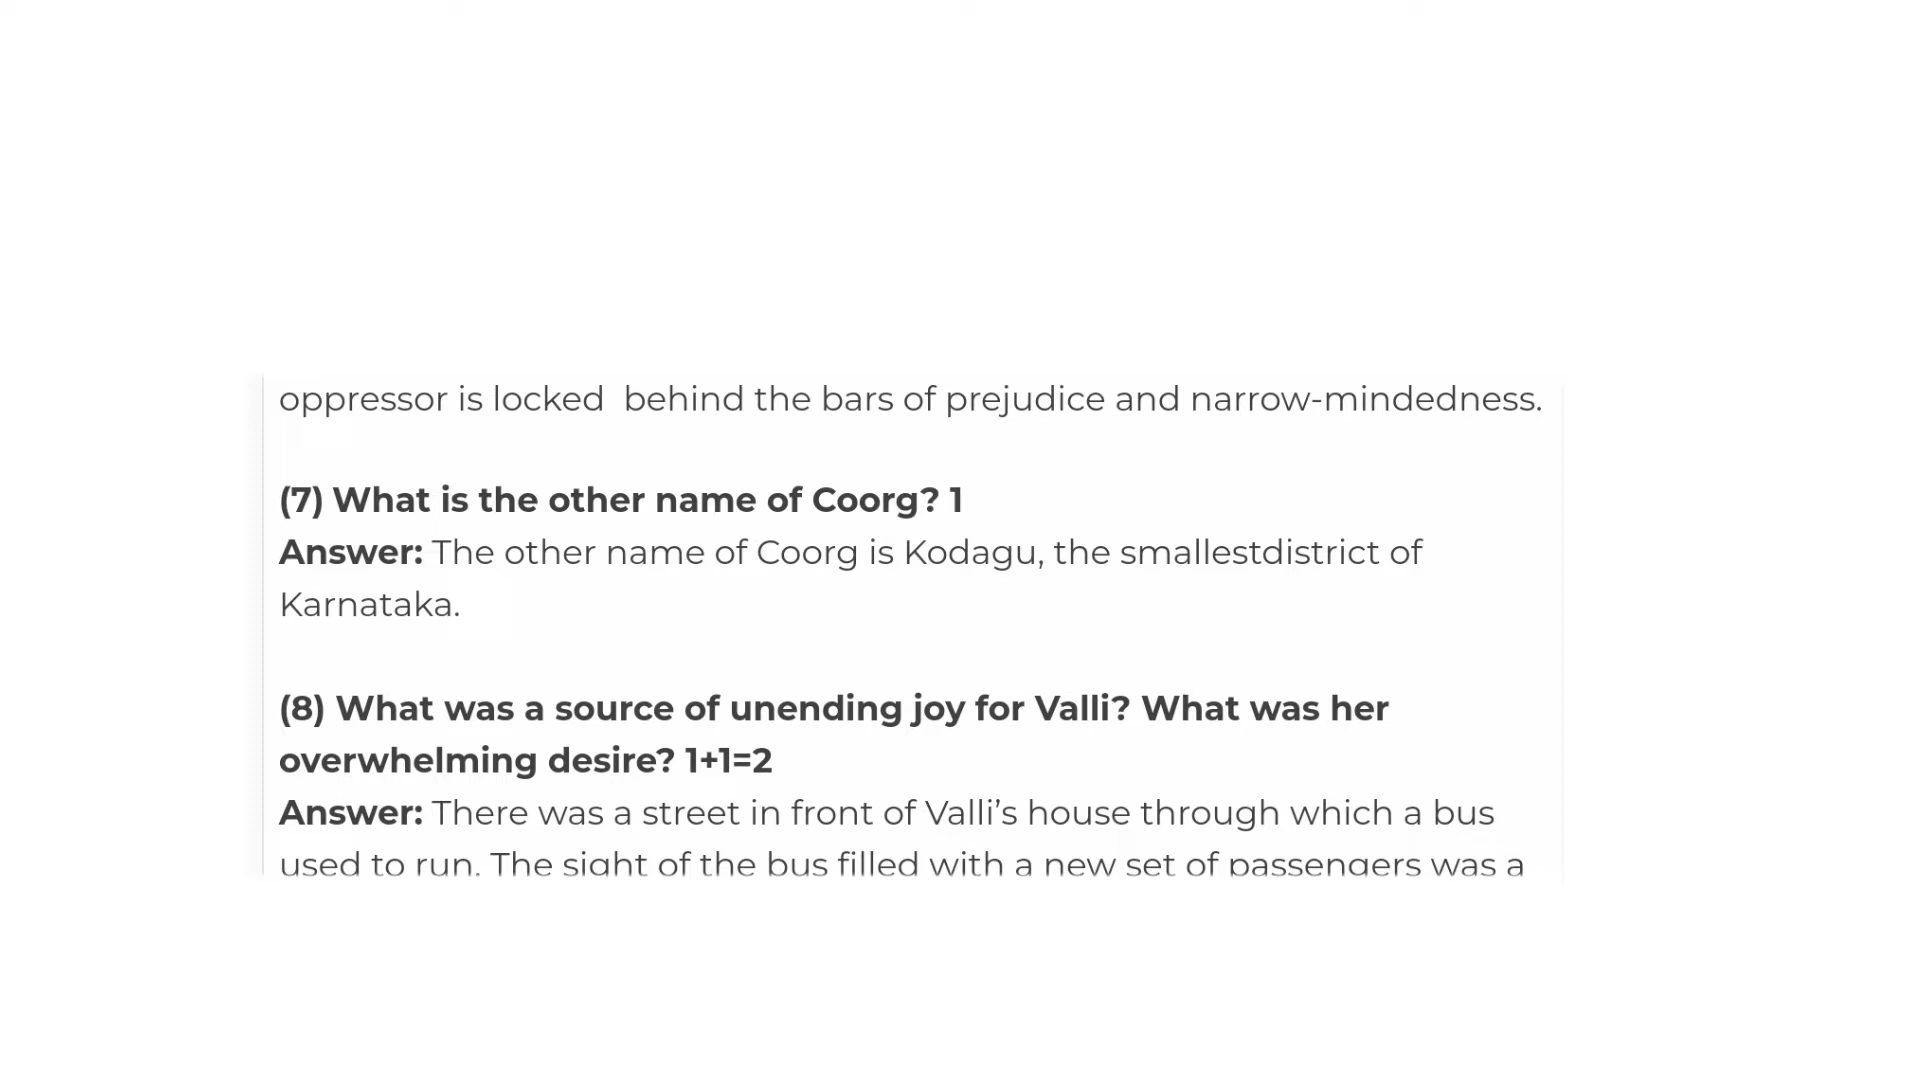 oppressor is locked  behind the bars of prejudice and narrow-mindedness.
(7) What is the other name of Coorg? 1
Answer: The other name of Coorg is Kodagu, the smallestdistrict of
Karnataka.
(8) What was a source of unending joy for Valli? What was her
overwhelming desire? 1+1=2
Answer: There was a street in front of Valli’s house through which a bus
used to run. The sight of the bus filled with a new set of passengers was a